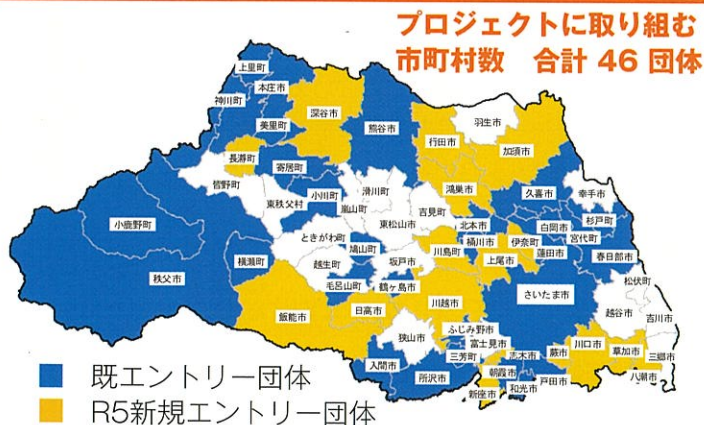 プロジェクトに取り組む
市町村数 合計 46 団体
上里町
本庄市
神川町
美里町
深谷市
熊谷市
行田市
羽生市
加須市
長瀞町
寄居町
皆野町
東秩父村
小川町
滑川町
嵐山町
東松山市
吉見町
鴻巣市
久喜市
幸手市
北本市
白岡市
杉戸町
宮代町
小鹿野町
ときがわ町
鳩山町
川島町
桶川市
伊奈町
蓮田市
春日部市
上尾市
秩父市
横瀬町
越生町
坂戸市
毛呂山町
鶴ヶ島市
川越市
さいたま市
松伏町
越谷市
吉川市
飯能市
日高市
狭山市
ふじみ野市
富士見市
三芳町
志木市
蕨市
川口市
草加市
三郷市
入間市
所沢市
朝霞市
和光市
戸田市
八潮市
新座市
既エントリー団体
R5新規エントリー団体